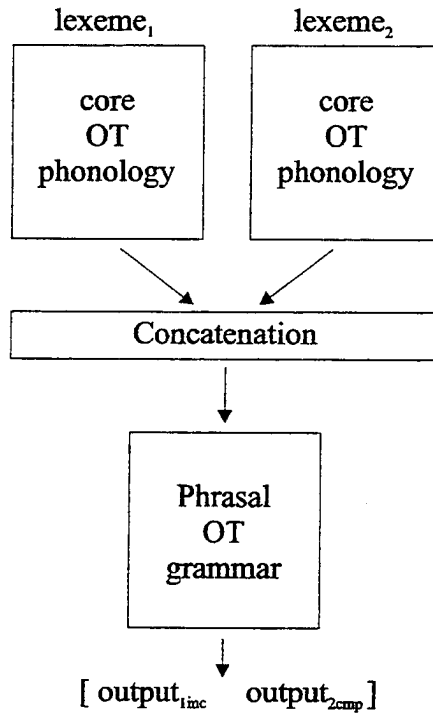 lexeme₁ lexeme₂
core core
OT OT
phonology phonology
Concatenation
Phrasal
OT
grammar
[ output₁inc output₂cmp ]